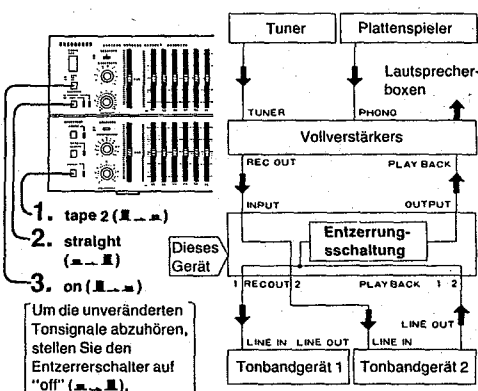 1. tape 2
2. straight
3. on
Um die unveränderten
Tonsignale abzuhören,
stellen Sie den
Entzerrerschalter auf
"off"
Tuner
Plattenspieler
Lautsprecher-
boxen
TUNER
PHONO
Vollverstärkers
REC OUT
PLAY BACK
INPUT
OUTPUT
Dieses
Gerät
Entzerrung-
sschaltung
1 RECOUT 2
PLAYBACK 1 2
LINE OUT
LINE IN LINE OUT
LINE IN
Tonbandgerät 1
Tonbandgerät 2